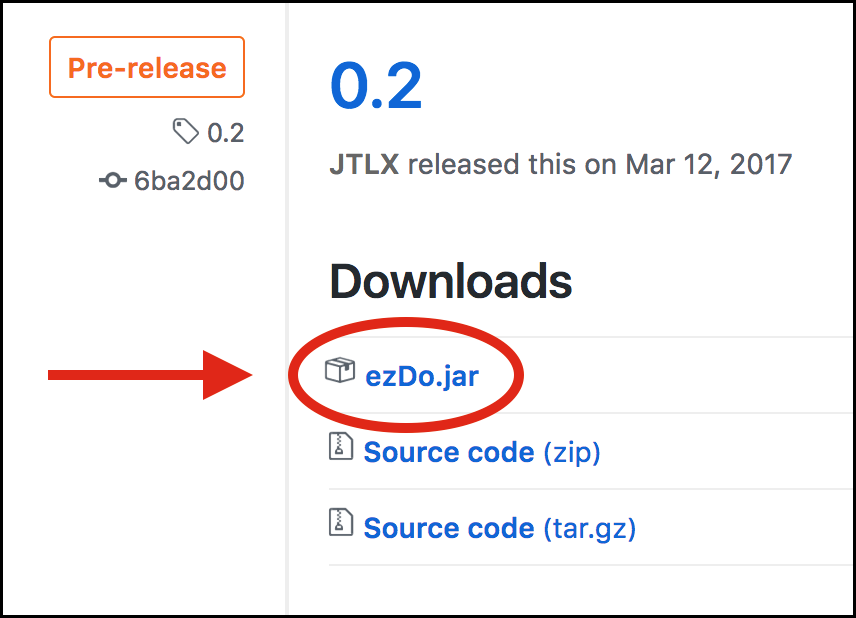 Pre-release
0.2
6ba2d00
0.2
JTLX released this on Mar 12, 2017
Downloads
ezDo.jar
Source code (zip)
Source code (tar.gz)